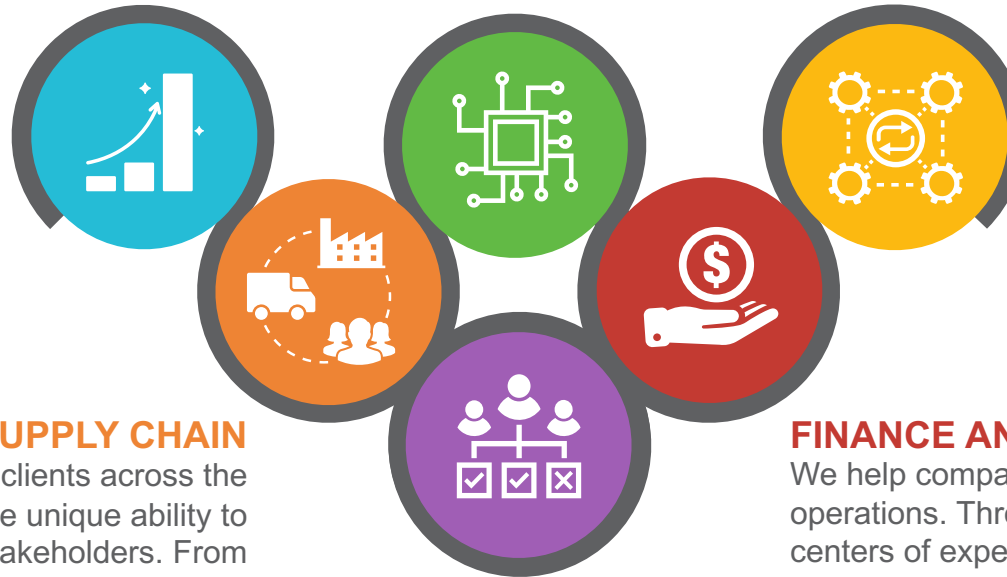 UPPLY CHAIN
clients across the
e unique ability to
akeholders. From
FINANCE AN
We help compa
operations. Thro
centers of expe
$